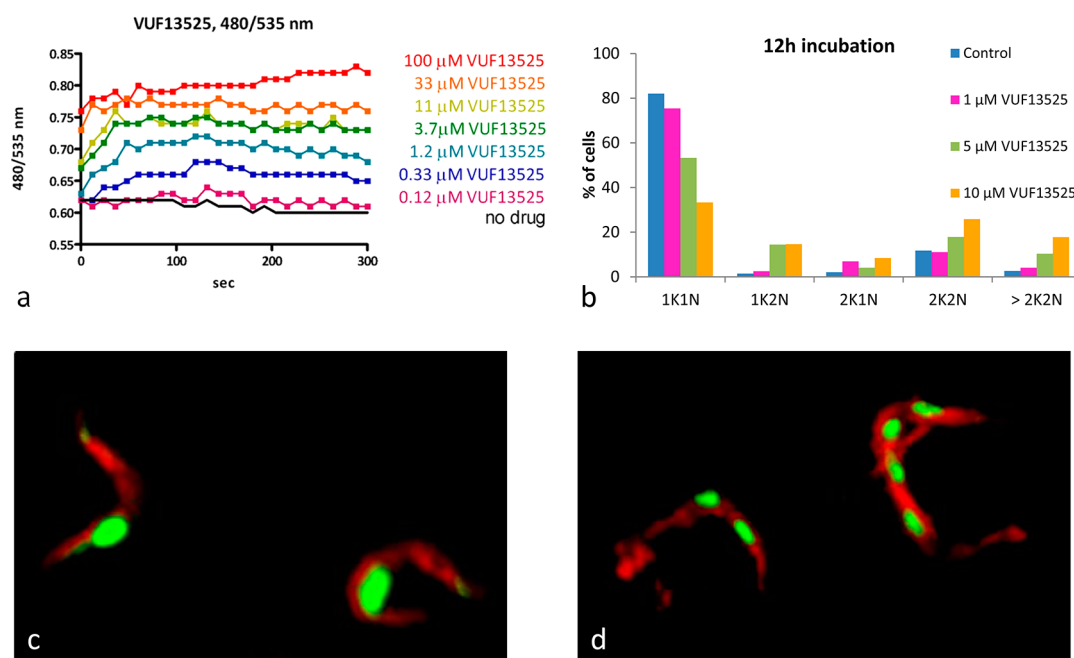 VUF13525, 480/535 nm
0.85
0.80
0.75
0.70
0.65
0.60
0.55
480/535 nm
0
100
200
300
sec
100 µM VUF13525
33 µM VUF13525
11 µM VUF13525
3.7µM VUF13525
1.2 µM VUF13525
0.33 µM VUF13525
0.12 µM VUF13525
no drug
a
12h incubation
100
80
60
40
20
0
% of cells
1K1N
1K2N
2K1N
2K2N
> 2K2N
Control
1 µM VUF13525
5 µM VUF13525
10 µM VUF13525
b
c
d